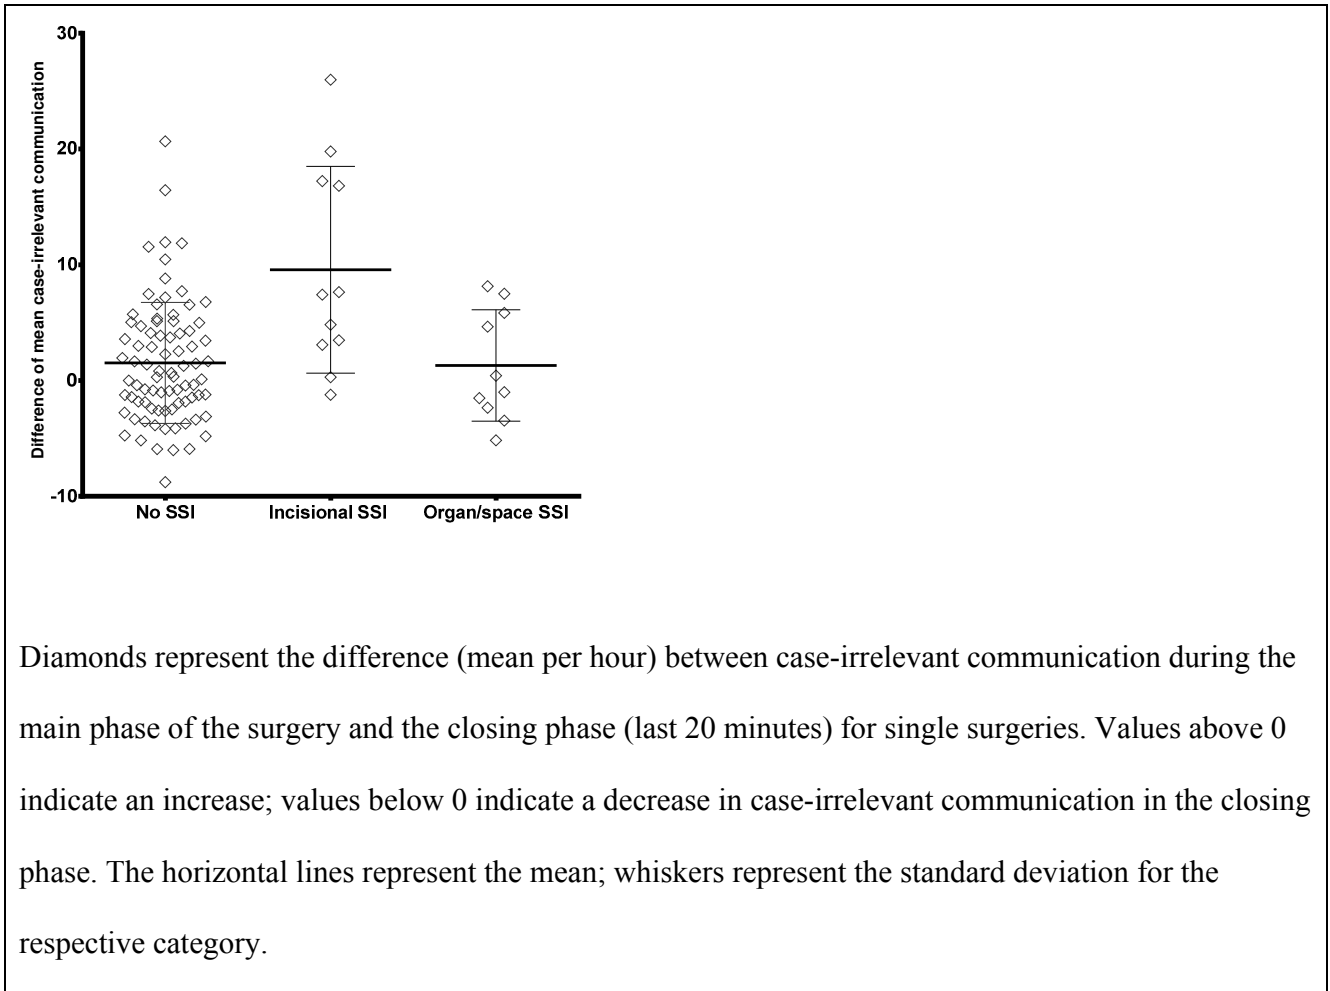 30
20
10
0
-10
Difference of mean case-irrelevant communication
No SSI Incisional SSI Organ/space SSI
Diamonds represent the difference (mean per hour) between case-irrelevant communication during the
main phase of the surgery and the closing phase (last 20 minutes) for single surgeries. Values above 0
indicate an increase; values below 0 indicate a decrease in case-irrelevant communication in the closing
phase. The horizontal lines represent the mean; whiskers represent the standard deviation for the
respective category.